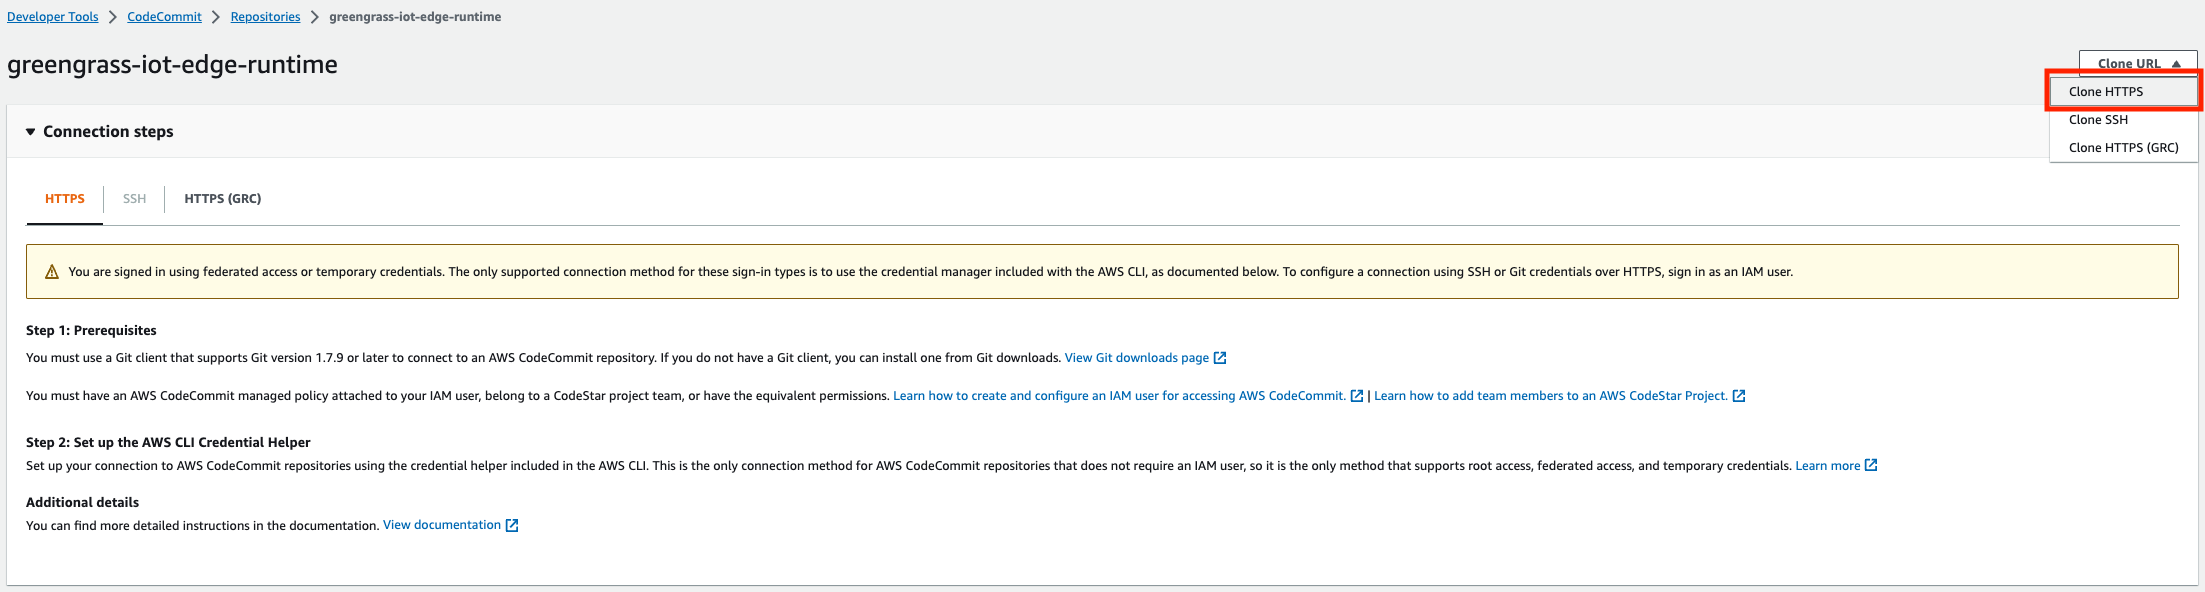 Developer Tools > CodeCommit > Repositories > greengrass-iot-edge-runtime
greengrass-iot-edge-runtime
Clone URL ▲
Clone HTTPS
Clone SSH
Clone HTTPS (GRC)
▼ Connection steps
HTTPS | SSH | HTTPS (GRC)
You are signed in using federated access or temporary credentials. The only supported connection method for these sign-in types is to use the credential manager included with the AWS CLI, as documented below. To configure a connection using SSH or Git credentials over HTTPS, sign in as an IAM user.
Step 1: Prerequisites
You must use a Git client that supports Git version 1.7.9 or later to connect to an AWS CodeCommit repository. If you do not have a Git client, you can install one from Git downloads. View Git downloads page
You must have an AWS CodeCommit managed policy attached to your IAM user, belong to a CodeStar project team, or have the equivalent permissions. Learn how to create and configure an IAM user for accessing AWS CodeCommit. | Learn how to add team members to an AWS CodeStar Project.
Step 2: Set up the AWS CLI Credential Helper
Set up your connection to AWS CodeCommit repositories using the credential helper included in the AWS CLI. This is the only connection method for AWS CodeCommit repositories that does not require an IAM user, so it is the only method that supports root access, federated access, and temporary credentials. Learn more
Additional details
You can find more detailed instructions in the documentation. View documentation